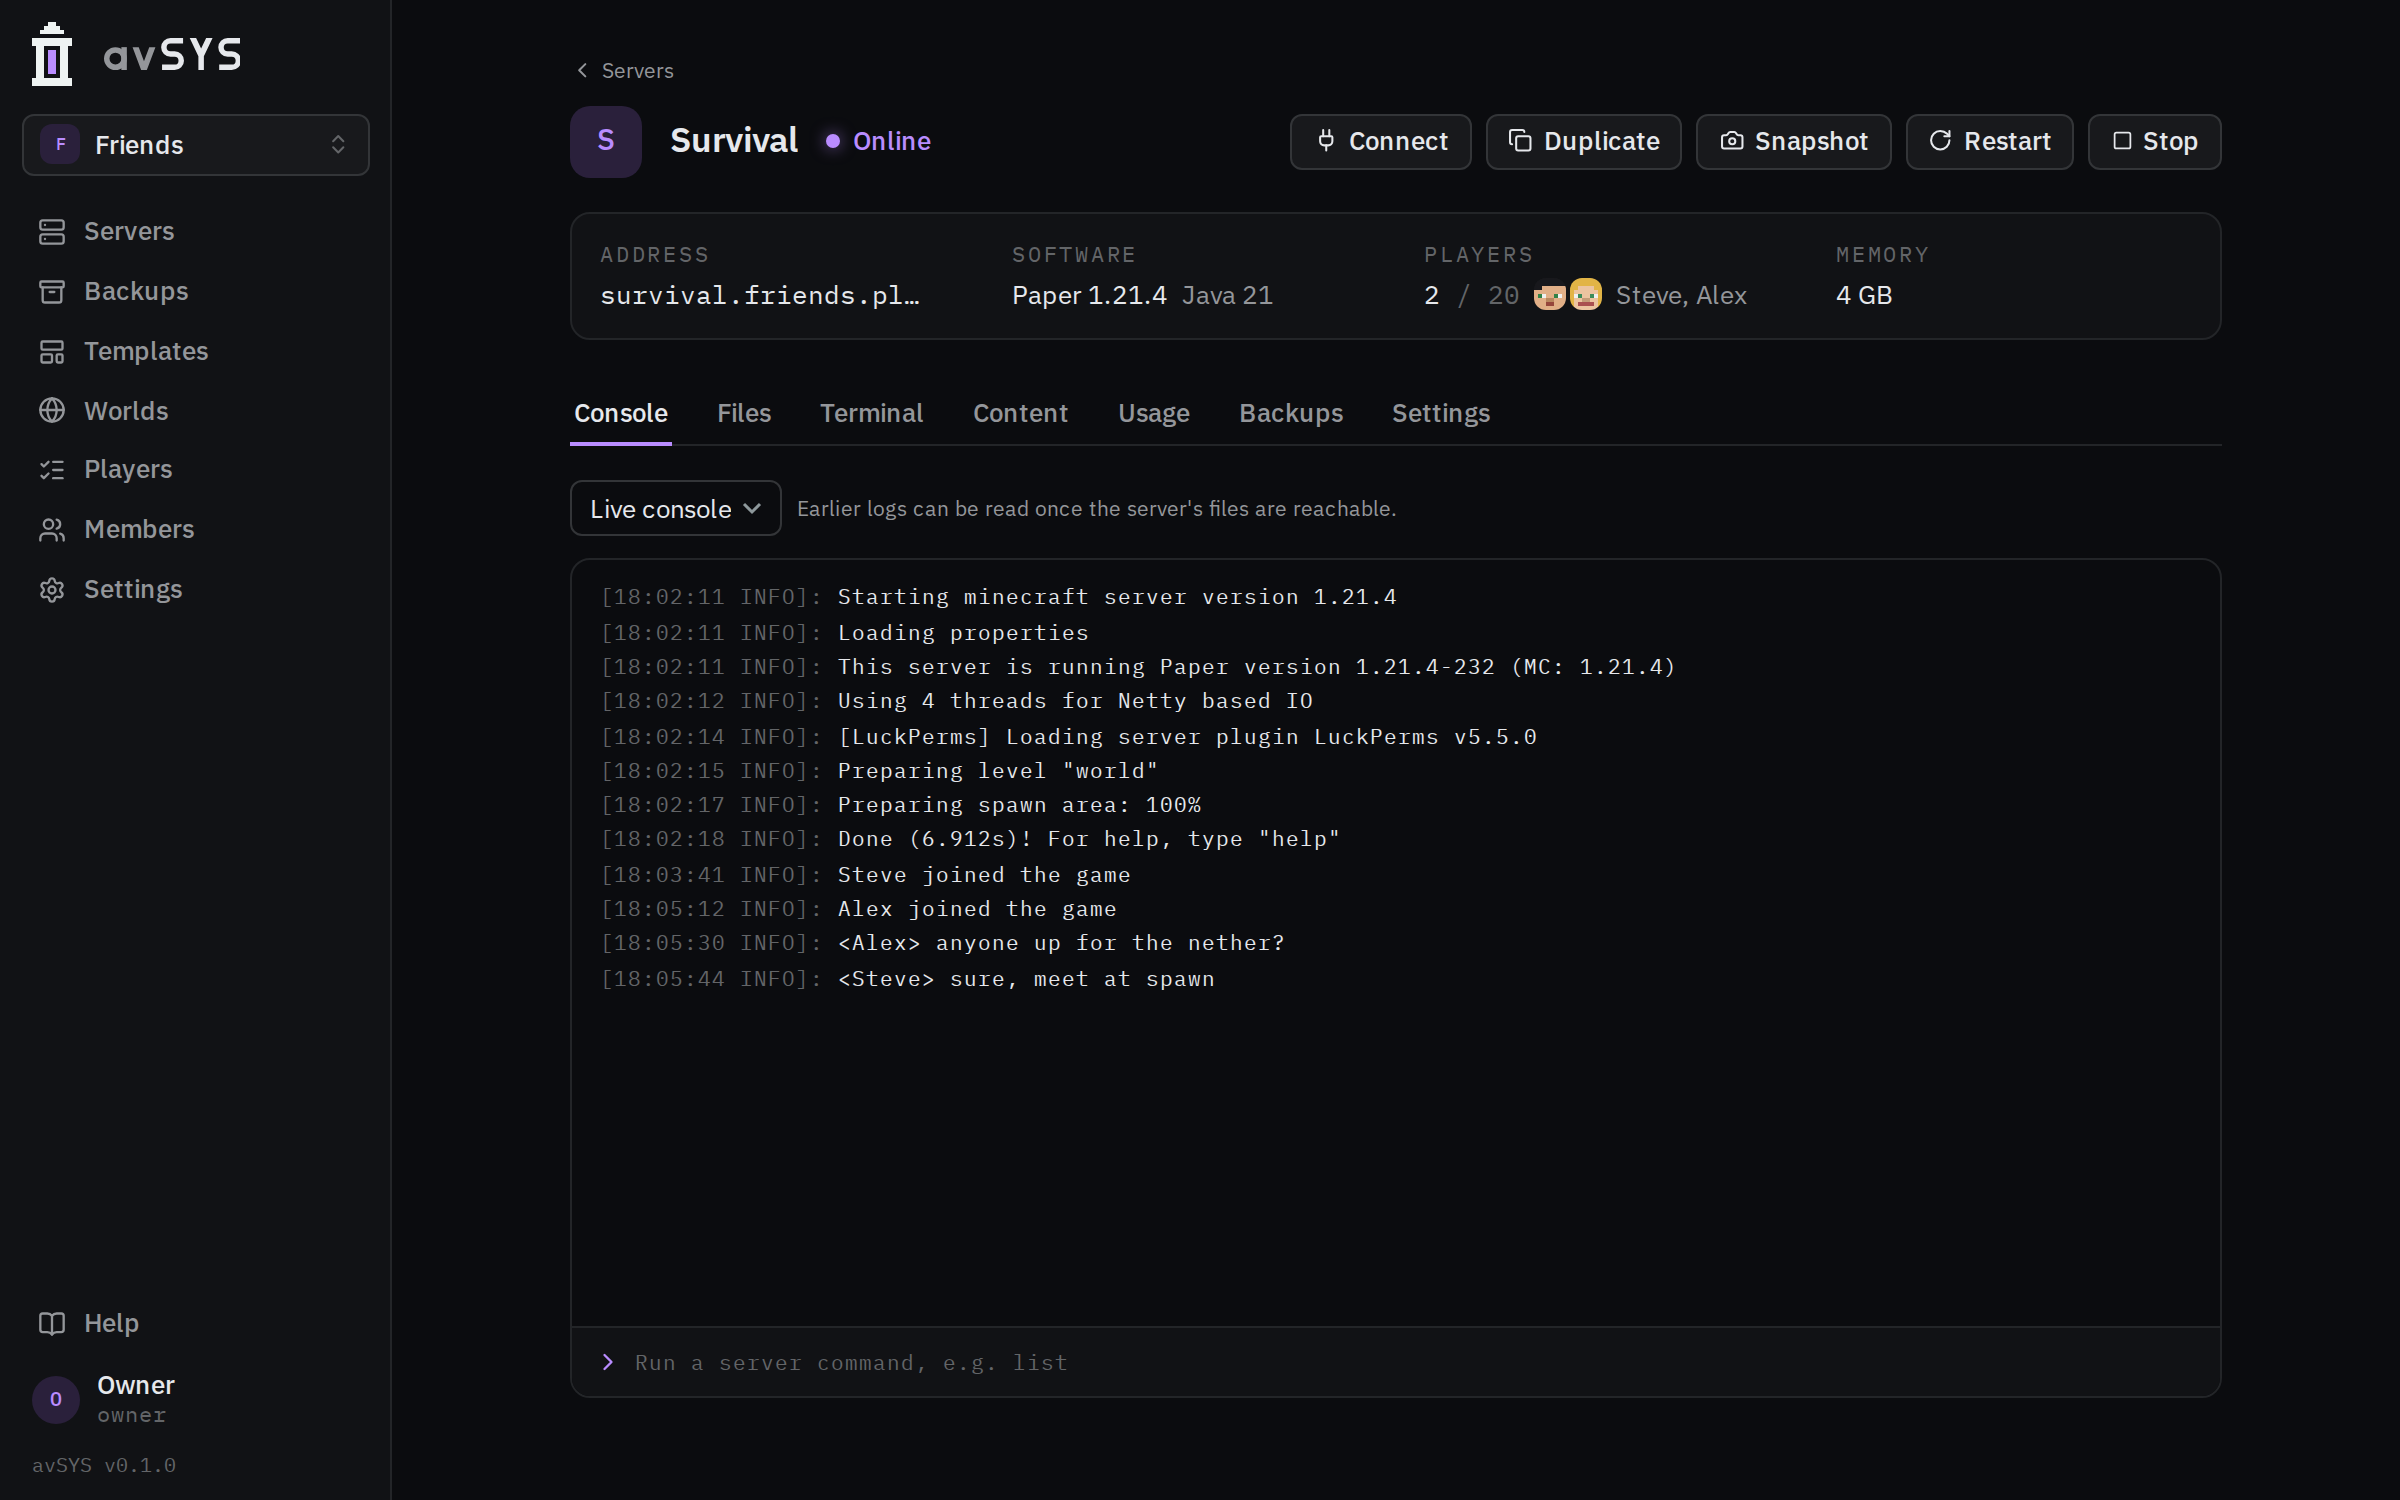 avSYS
F Friends
Servers
Backups
Templates
Worlds
Players
Members
Settings
Help
O Owner
owner
avSYS v0.1.0
Servers
S Survival Online
Connect Duplicate Snapshot Restart Stop
ADDRESS SOFTWARE PLAYERS MEMORY
survival.friends.pl… Paper 1.21.4 Java 21 2 / 20 Steve, Alex 4 GB
Console Files Terminal Content Usage Backups Settings
Live console Earlier logs can be read once the server's files are reachable.
[18:02:11 INFO]: Starting minecraft server version 1.21.4
[18:02:11 INFO]: Loading properties
[18:02:11 INFO]: This server is running Paper version 1.21.4-232 (MC: 1.21.4)
[18:02:12 INFO]: Using 4 threads for Netty based IO
[18:02:14 INFO]: [LuckPerms] Loading server plugin LuckPerms v5.5.0
[18:02:15 INFO]: Preparing level "world"
[18:02:17 INFO]: Preparing spawn area: 100%
[18:02:18 INFO]: Done (6.912s)! For help, type "help"
[18:03:41 INFO]: Steve joined the game
[18:05:12 INFO]: Alex joined the game
[18:05:30 INFO]: <Alex> anyone up for the nether?
[18:05:44 INFO]: <Steve> sure, meet at spawn
Run a server command, e.g. list